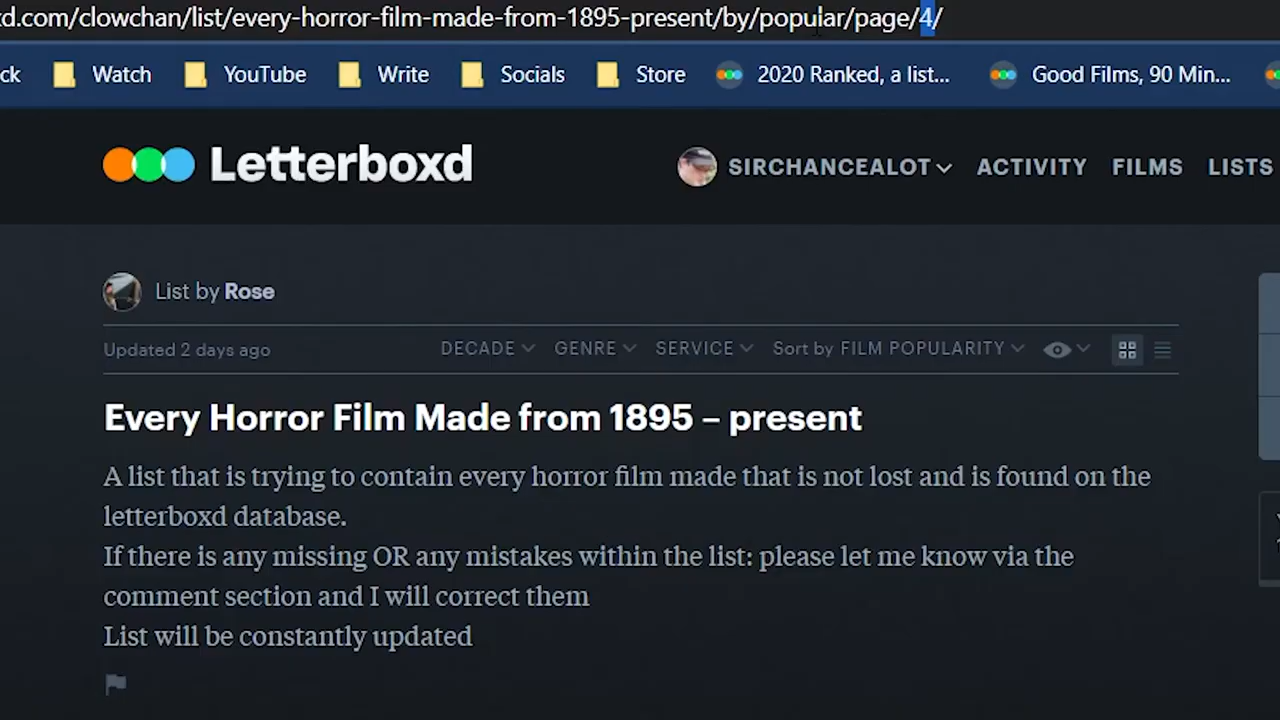 d.com/clowchan/list/every-horror-film-made-from-1895-present/by/popular/page/4/
ck Watch YouTube Write Socials Store 2020 Ranked, a list... Good Films, 90 Min...
Letterboxd SIRCHANCEALOT ACTIVITY FILMS LISTS
List by Rose
Updated 2 days ago DECADE GENRE SERVICE Sort by FILM POPULARITY
Every Horror Film Made from 1895 – present
A list that is trying to contain every horror film made that is not lost and is found on the
letterboxd database.
If there is any missing OR any mistakes within the list: please let me know via the
comment section and I will correct them
List will be constantly updated